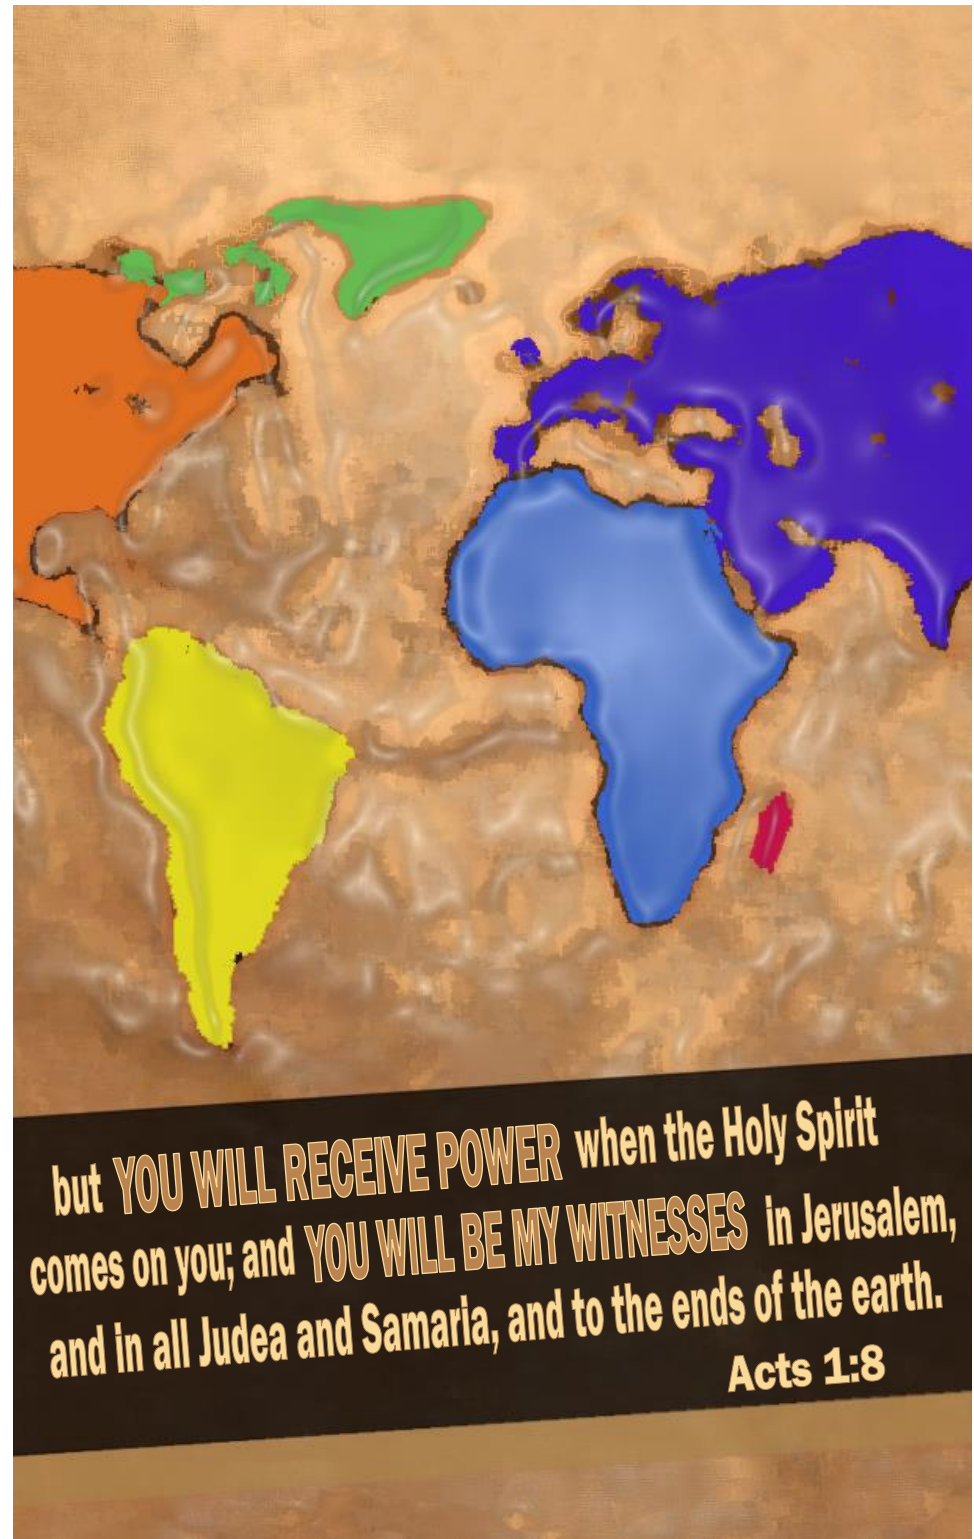 but YOU WILL RECEIVE POWER when the Holy Spirit
comes on you; and YOU WILL BE MY WITNESSES in Jerusalem,
and in all Judea and Samaria, and to the ends of the earth.
Acts 1:8